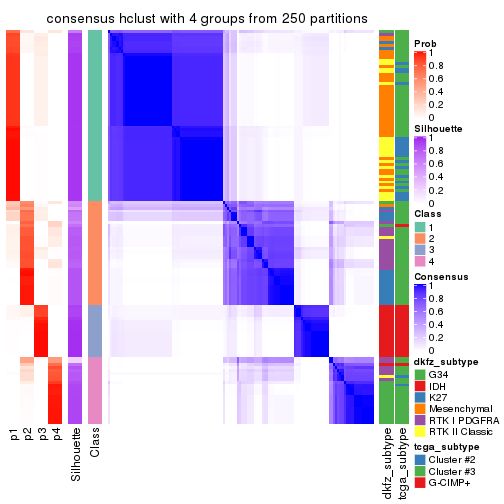 consensus hclust with 4 groups from 250 partitions
p1
p2
p3
p4
Silhouette
Class
dkfz_subtype
tcga_subtype
Prob
1
0.8
0.6
0.4
0.2
0
Silhouette
1
0.8
0.6
0.4
0.2
0
Class
1
2
3
4
Consensus
1
0.8
0.6
0.4
0.2
0
dkfz_subtype
G34
IDH
K27
Mesenchymal
RTK I PDGFRA
RTK II Classic
tcga_subtype
Cluster #2
Cluster #3
G-CIMP+